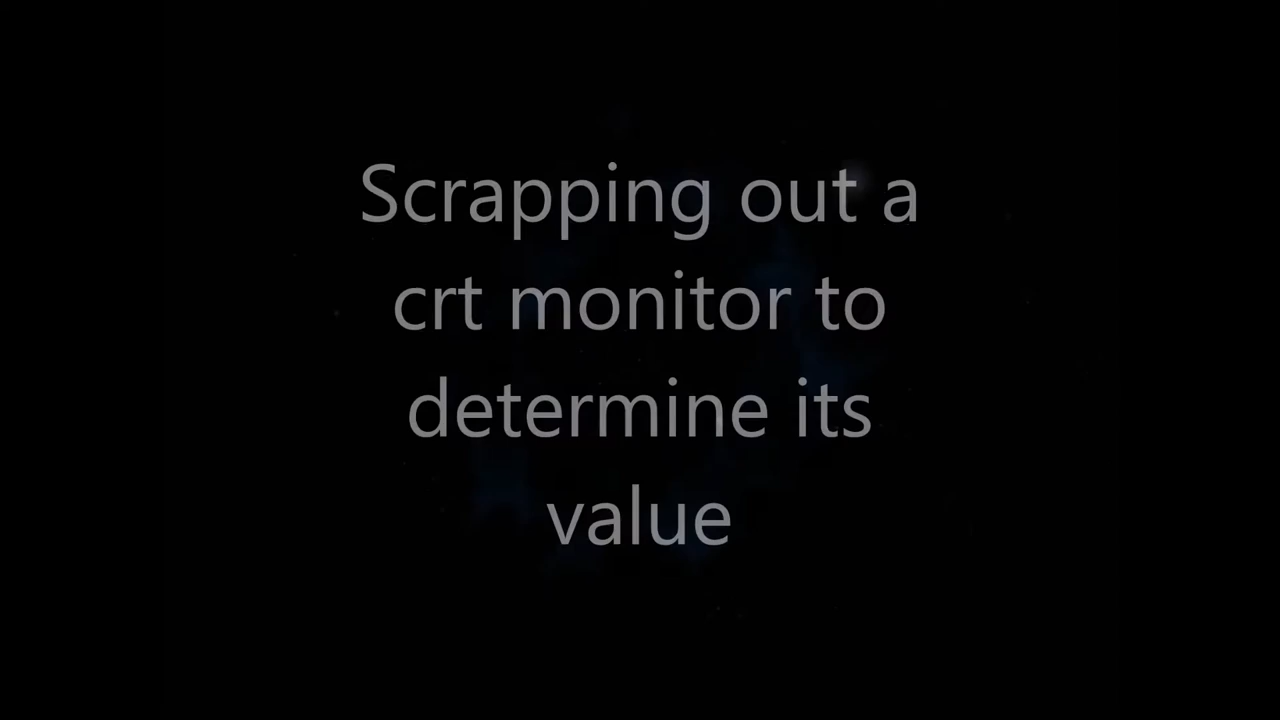 Scrapping out a
crt monitor to
determine its
value